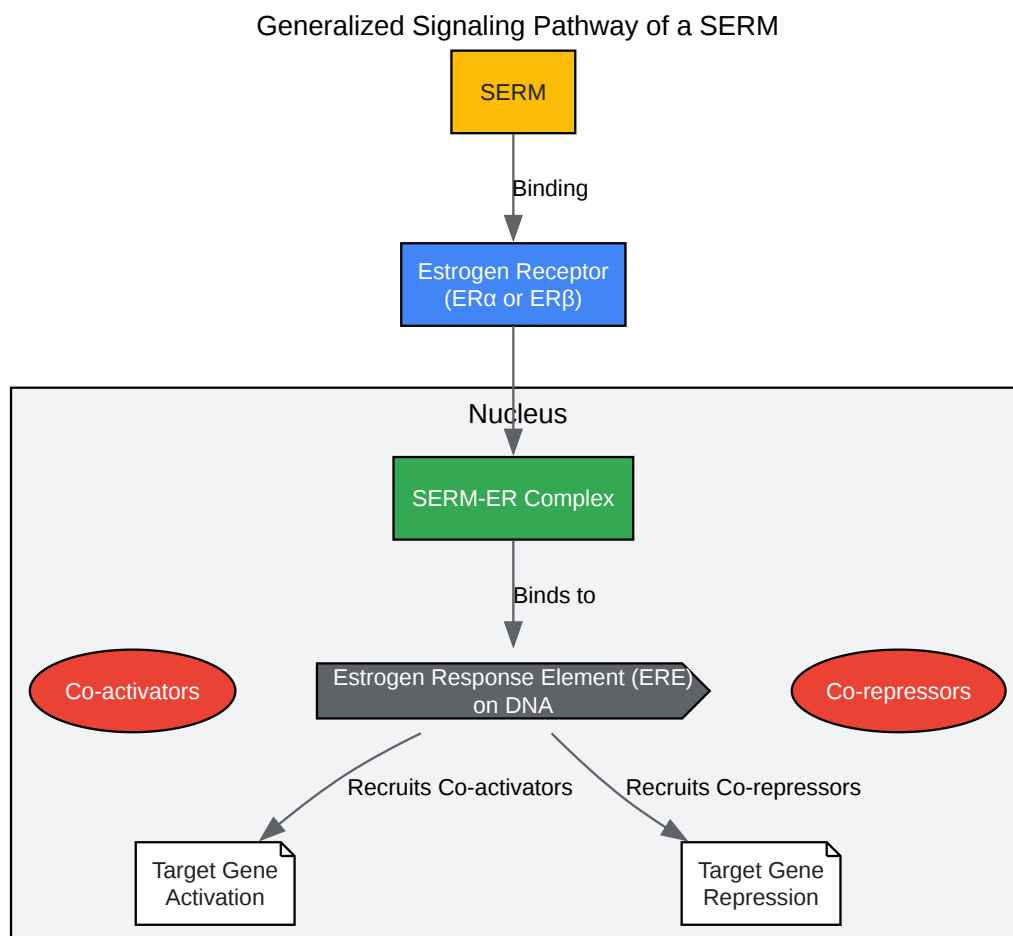 Generalized Signaling Pathway of a SERM
SERM
Binding
Estrogen Receptor
(ERα or ERβ)
Nucleus
SERM-ER Complex
Binds to
Co-activators
Estrogen Response Element (ERE)
on DNA
Co-repressors
Recruits Co-activators
Recruits Co-repressors
Target Gene
Activation
Target Gene
Repression